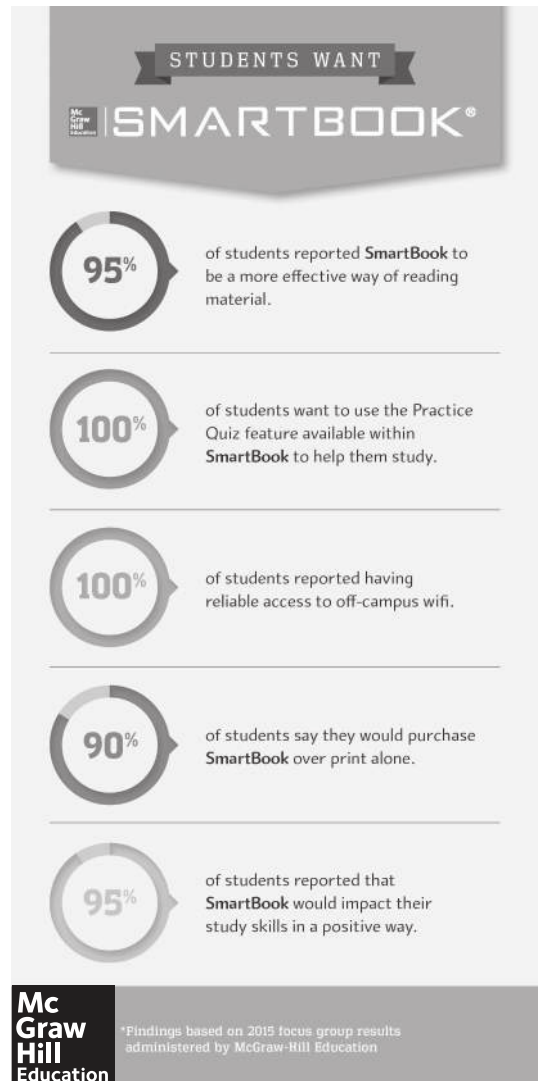 STUDENTS WANT
Mc
Graw
Hill
Education
SMARTBOOK®
95%
of students reported SmartBook to
be a more effective way of reading
material.
100%
of students want to use the Practice
Quiz feature available within
SmartBook to help them study.
100%
of students reported having
reliable access to off-campus wifi.
90%
of students say they would purchase
SmartBook over print alone.
95%
of students reported that
SmartBook would impact their
study skills in a positive way.
Mc
Graw
Hill
Education
*Findings based on 2015 focus group results
administered by McGraw-Hill Education